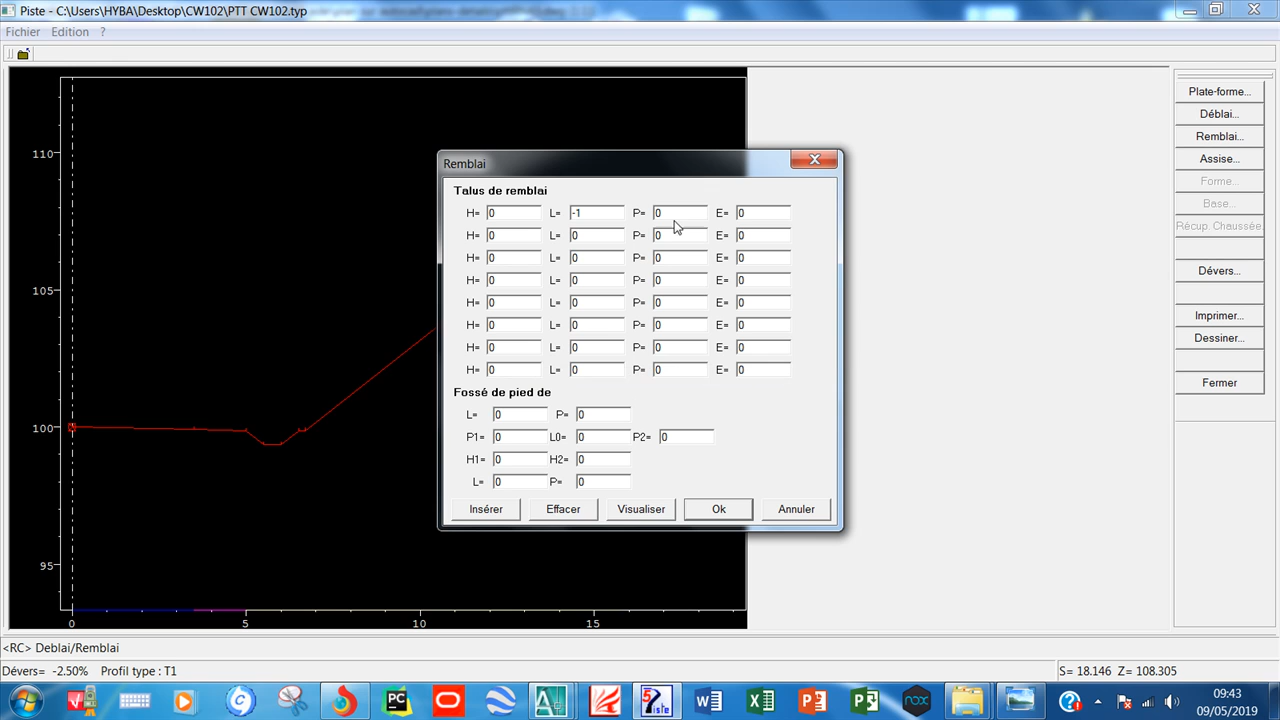 Piste - C:\Users\HYBA\Desktop\CW102\PTT CW102.typ
Fichier Edition ?
Plate-forme...
Déblai...
Remblai...
Assise...
Forme...
Base...
Récup. Chaussée.
Dévers...
Imprimer...
Dessiner...
Fermer
110
105
100
95
0 5 10 15
Remblai
Talus de remblai
H= 0 L= -1 P= 0 E= 0
H= 0 L= 0 P= 0 E= 0
H= 0 L= 0 P= 0 E= 0
H= 0 L= 0 P= 0 E= 0
H= 0 L= 0 P= 0 E= 0
H= 0 L= 0 P= 0 E= 0
H= 0 L= 0 P= 0 E= 0
H= 0 L= 0 P= 0 E= 0
Fossé de pied de
L= 0 P= 0
P1= 0 L0= 0 P2= 0
H1= 0 H2= 0
L= 0 P= 0
Insérer Effacer Visualiser Ok Annuler
<RC> Deblai/Remblai
Dévers= -2.50% Profil type : T1 S= 18.146 Z= 108.305
09:43
09/05/2019